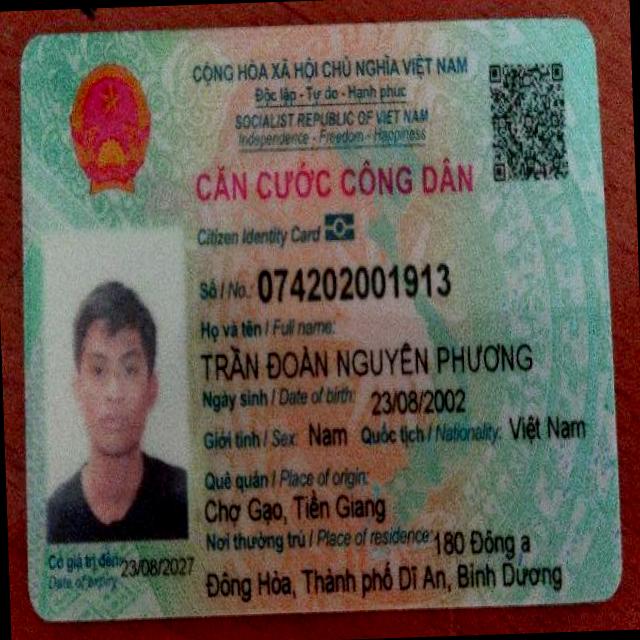 CỘNG HÒA XÃ HỘI CHỦ NGHĨA VIỆT NAM
Độc lập - Tự do - Hạnh phúc
SOCIALIST REPUBLIC OF VIET NAM
Independence - Freedom - Happiness
CĂN CƯỚC CÔNG DÂN
Citizen Identity Card
Số / No.: 074202001913
Họ và tên / Full name:
TRẦN ĐOÀN NGUYÊN PHƯƠNG
Ngày sinh / Date of birth: 23/08/2002
Giới tính / Sex: Nam Quốc tịch / Nationality: Việt Nam
Quê quán / Place of origin:
Chợ Gạo, Tiền Giang
Nơi thường trú / Place of residence: 180 Đông a
Đông Hòa, Thành phố Dĩ An, Bình Dương
Có giá trị đến: 23/08/2027
Date of expiry